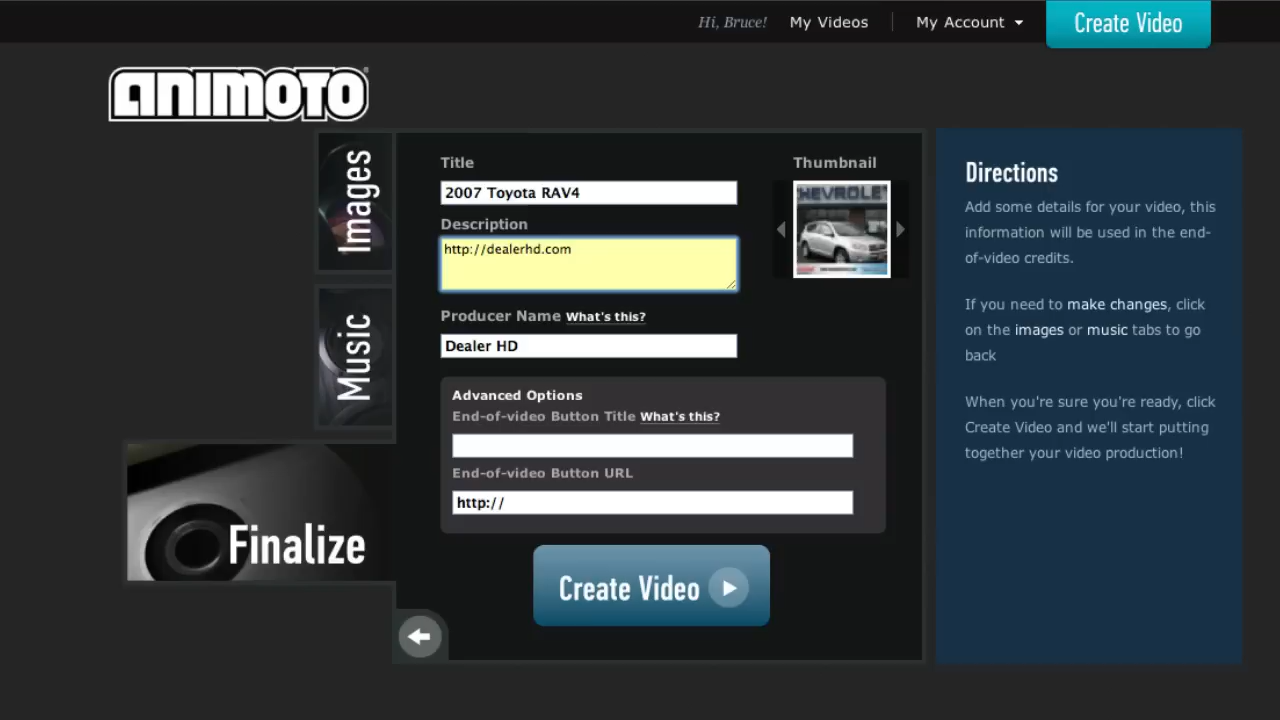 Hi, Bruce! My Videos My Account Create Video
ANIMOTO
Images
Music
Finalize
Title
2007 Toyota RAV4
Description
http://dealerhd.com
Producer Name What's this?
Dealer HD
Advanced Options
End-of-video Button Title What's this?
End-of-video Button URL
http://
Create Video
Thumbnail
HEVROLET
Directions
Add some details for your video, this
information will be used in the end-
of-video credits.
If you need to make changes, click
on the images or music tabs to go
back
When you're sure you're ready, click
Create Video and we'll start putting
together your video production!